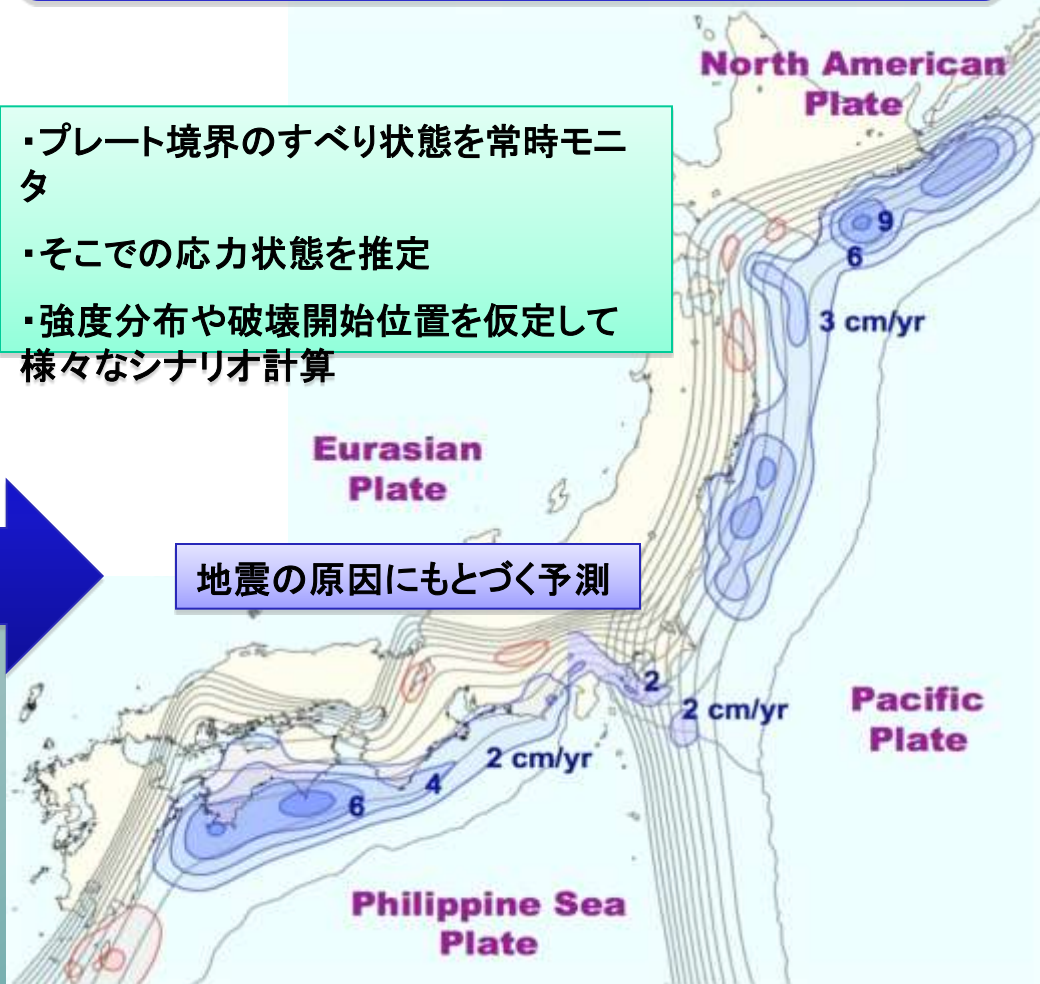 North American
Plate
・プレート境界のすべり状態を常時モニ
タ
・そこでの応力状態を推定
・強度分布や破壊開始位置を仮定して
様々なシナリオ計算
9
6
3 cm/yr
Eurasian
Plate
地震の原因にもとづく予測
2
2 cm/yr
Pacific
Plate
2 cm/yr
4
6
Philippine Sea
Plate